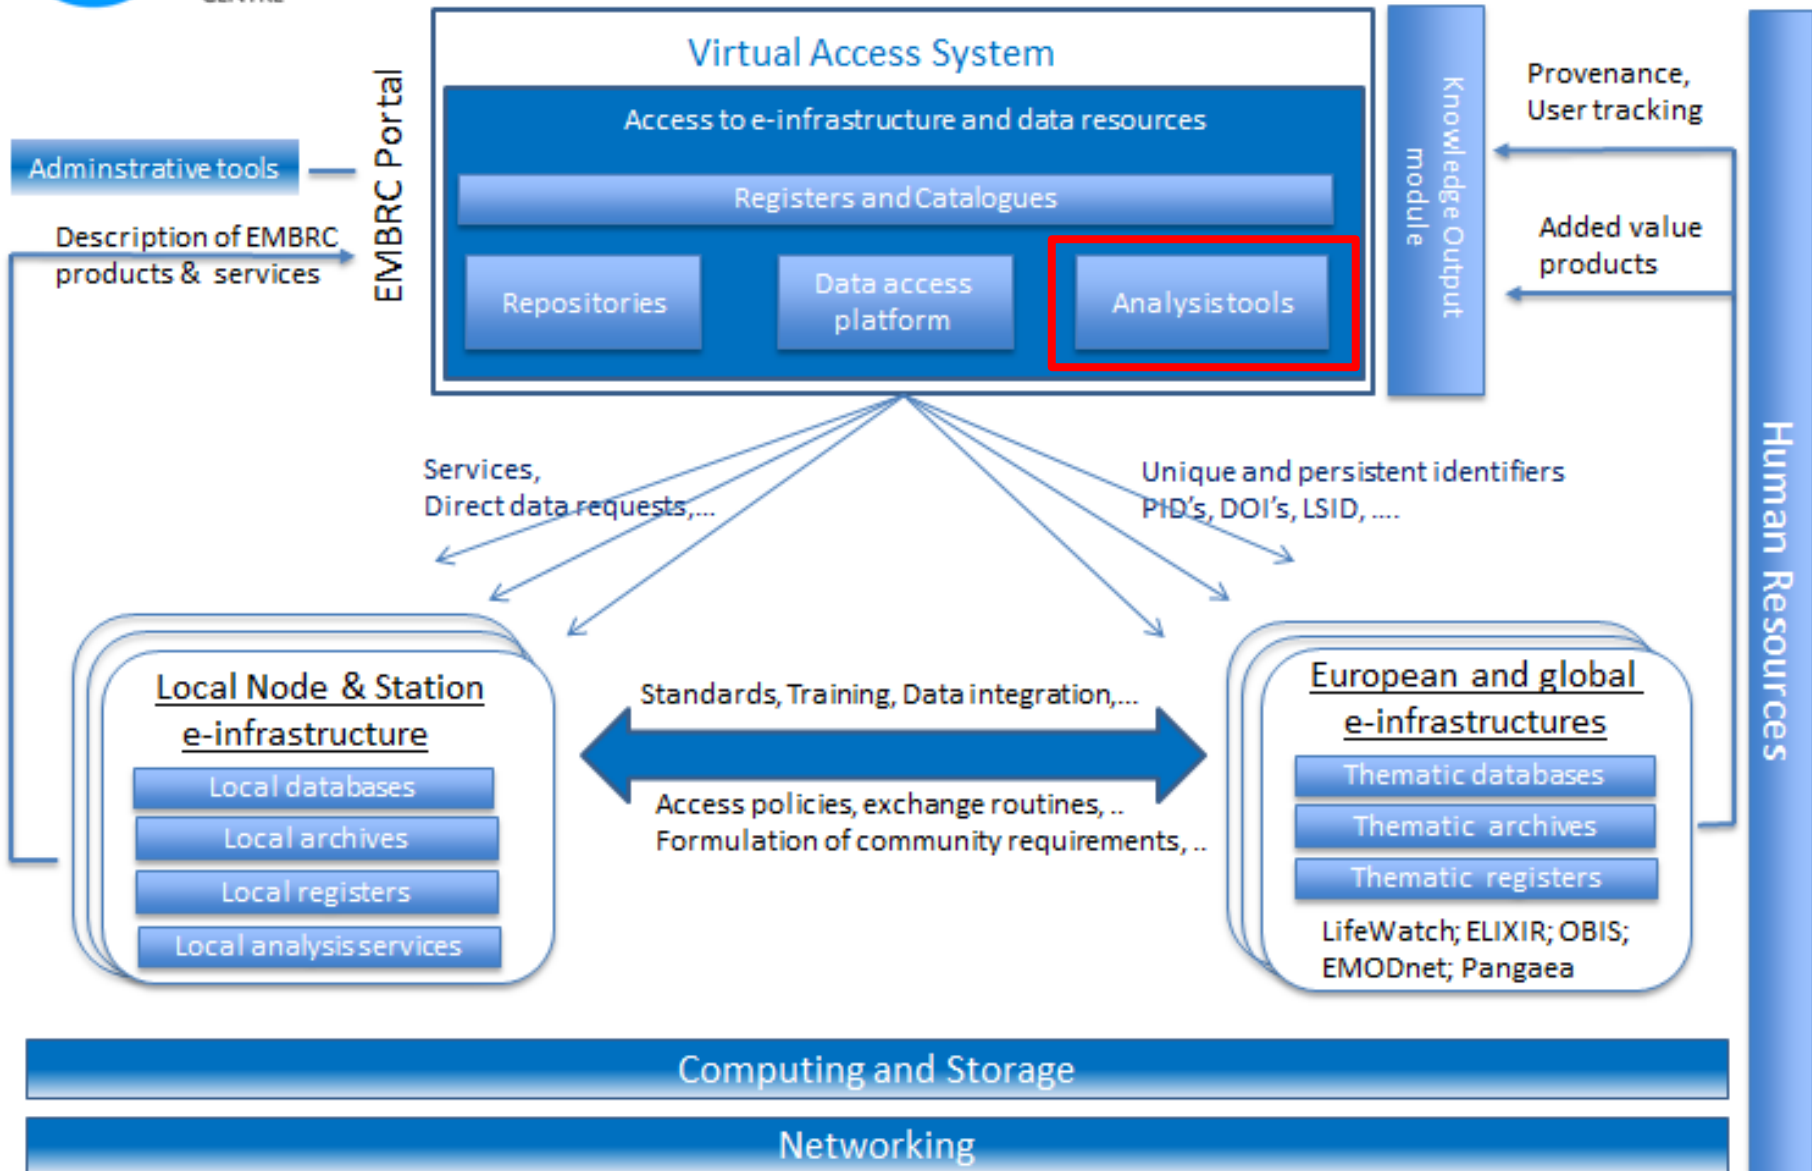 CENTRE
Virtual Access System
Access to e-infrastructure and data resources
Registers and Catalogues
Repositories
Data access
platform
Analysis tools
EMBRC Portal
Adminstrative tools
Description of EMBRC
products & services
Knowledge Output
module
Provenance,
User tracking
Added value
products
Human Resources
Services,
Direct data requests,...
Unique and persistent identifiers
PID's, DOI's, LSID, ....
Local Node & Station
e-infrastructure
Local databases
Local archives
Local registers
Local analysis services
Standards, Training, Data integration,...
Access policies, exchange routines, ..
Formulation of community requirements, ..
European and global
e-infrastructures
Thematic databases
Thematic archives
Thematic registers
LifeWatch; ELIXIR; OBIS;
EMODnet; Pangaea
Computing and Storage
Networking